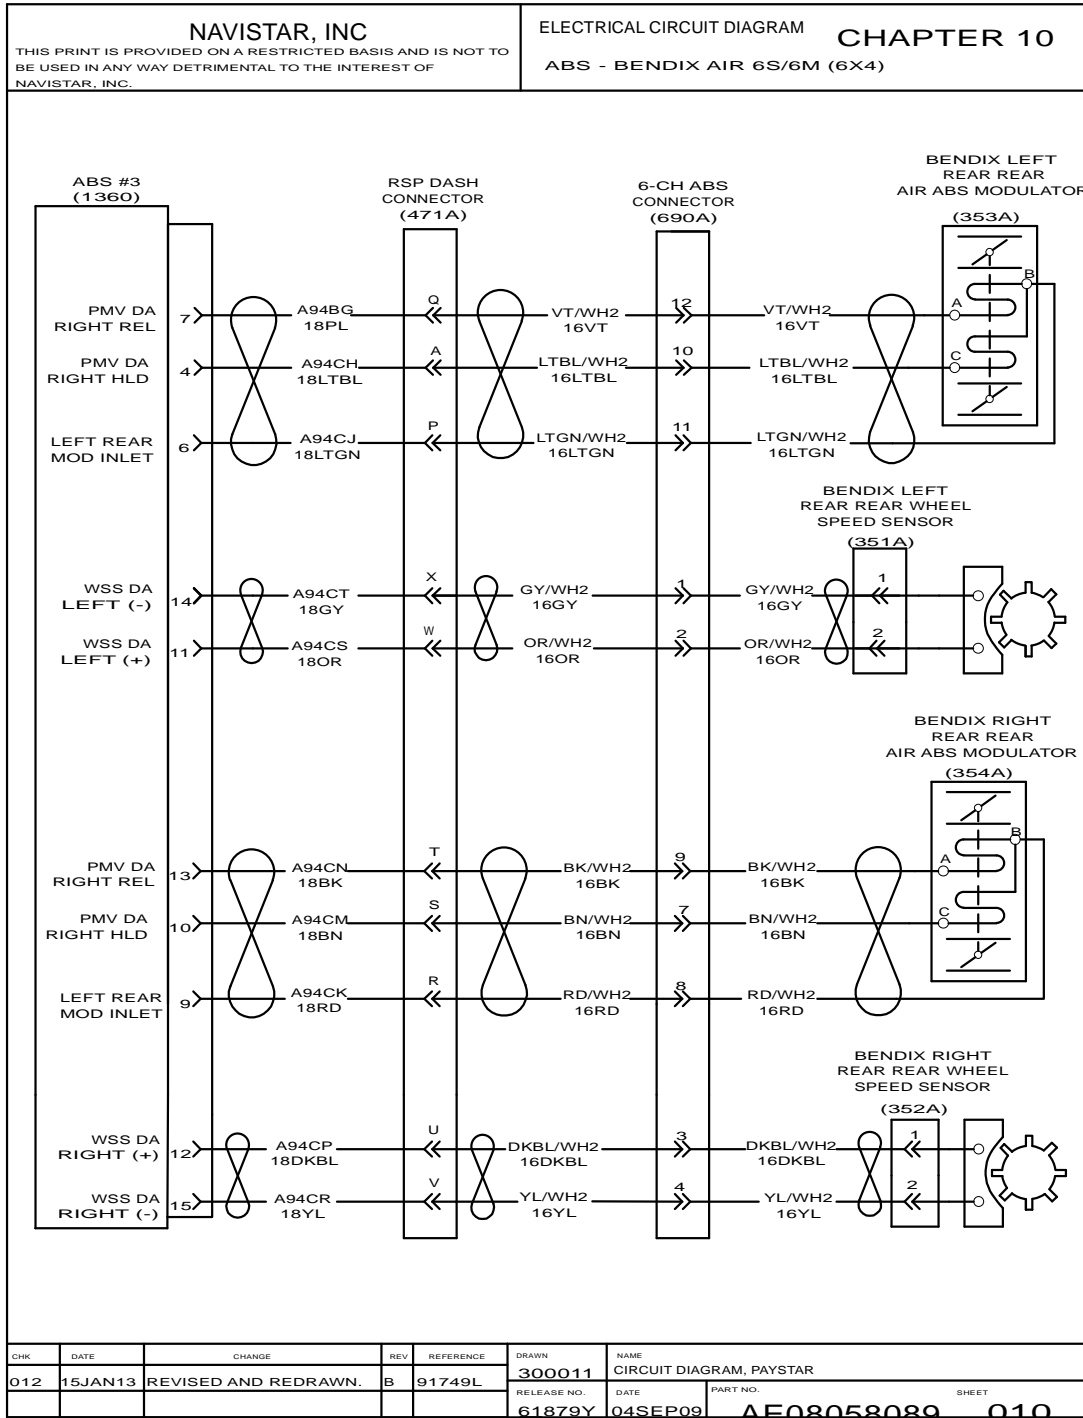 NAVISTAR, INC
THIS PRINT IS PROVIDED ON A RESTRICTED BASIS AND IS NOT TO
BE USED IN ANY WAY DETRIMENTAL TO THE INTEREST OF
NAVISTAR, INC.
ELECTRICAL CIRCUIT DIAGRAM
CHAPTER 10
ABS - BENDIX AIR 6S/6M (6X4)
ABS #3
(1360)
RSP DASH
CONNECTOR
(471A)
6-CH ABS
CONNECTOR
(690A)
BENDIX LEFT
REAR REAR
AIR ABS MODULATOR
(353A)
B
A
C
PMV DA
RIGHT REL
7
A94BG
18PL
Q
VT/WH2
16VT
12
VT/WH2
16VT
PMV DA
RIGHT HLD
4
A94CH
18LTBL
A
LTBL/WH2
16LTBL
10
LTBL/WH2
16LTBL
LEFT REAR
MOD INLET
6
A94CJ
18LTGN
P
LTGN/WH2
16LTGN
11
LTGN/WH2
16LTGN
BENDIX LEFT
REAR REAR WHEEL
SPEED SENSOR
(351A)
WSS DA
LEFT (-)
14
A94CT
18GY
X
GY/WH2
16GY
1
GY/WH2
16GY
1
WSS DA
LEFT (+)
11
A94CS
18OR
W
OR/WH2
16OR
2
OR/WH2
16OR
2
BENDIX RIGHT
REAR REAR
AIR ABS MODULATOR
(354A)
B
A
C
PMV DA
RIGHT REL
13
A94CN
18BK
T
BK/WH2
16BK
9
BK/WH2
16BK
PMV DA
RIGHT HLD
10
A94CM
18BN
S
BN/WH2
16BN
7
BN/WH2
16BN
LEFT REAR
MOD INLET
9
A94CK
18RD
R
RD/WH2
16RD
8
RD/WH2
16RD
BENDIX RIGHT
REAR REAR WHEEL
SPEED SENSOR
(352A)
WSS DA
RIGHT (+)
12
A94CP
18DKBL
U
DKBL/WH2
16DKBL
3
DKBL/WH2
16DKBL
1
WSS DA
RIGHT (-)
15
A94CR
18YL
V
YL/WH2
16YL
4
YL/WH2
16YL
2
CHK DATE CHANGE REV REFERENCE
012 15JAN13 REVISED AND REDRAWN. B 91749L
DRAWN
300011
NAME
CIRCUIT DIAGRAM, PAYSTAR
RELEASE NO.
61879Y
DATE
04SEP09
PART NO.
AE08058089
SHEET
010